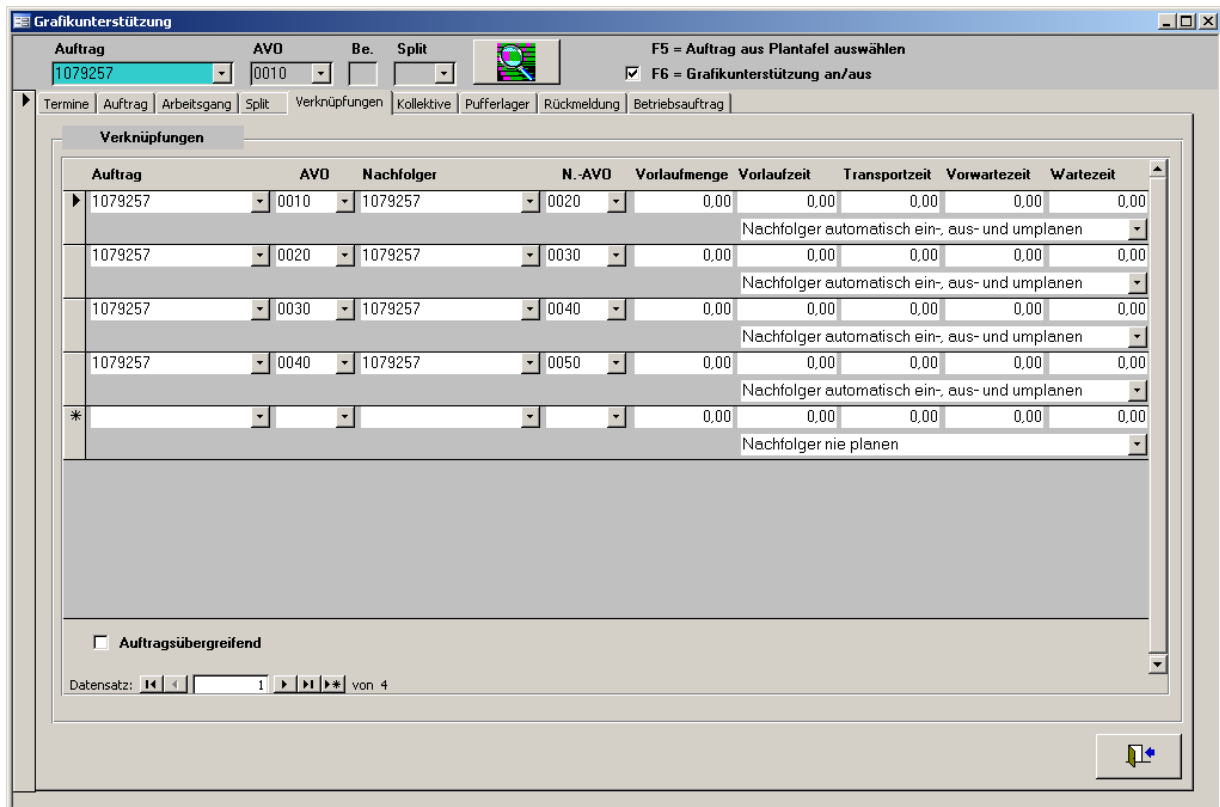 Grafikunterstützung
Auftrag AVO Be. Split F5 = Auftrag aus Plantafel auswählen
1079257 0010 F6 = Grafikunterstützung an/aus
Termine Auftrag Arbeitsgang Split Verknüpfungen Kollektive Pufferlager Rückmeldung Betriebsauftrag
Verknüpfungen
Auftrag AVO Nachfolger N.-AVO Vorlaufmenge Vorlaufzeit Transportzeit Vorwartezeit Wartezeit
1079257 0010 1079257 0020 0,00 0,00 0,00 0,00 0,00
Nachfolger automatisch ein-, aus- und umplanen
1079257 0020 1079257 0030 0,00 0,00 0,00 0,00 0,00
Nachfolger automatisch ein-, aus- und umplanen
1079257 0030 1079257 0040 0,00 0,00 0,00 0,00 0,00
Nachfolger automatisch ein-, aus- und umplanen
1079257 0040 1079257 0050 0,00 0,00 0,00 0,00 0,00
Nachfolger automatisch ein-, aus- und umplanen
* 0,00 0,00 0,00 0,00 0,00
Nachfolger nie planen
Auftragsübergreifend
Datensatz: 1 von 4